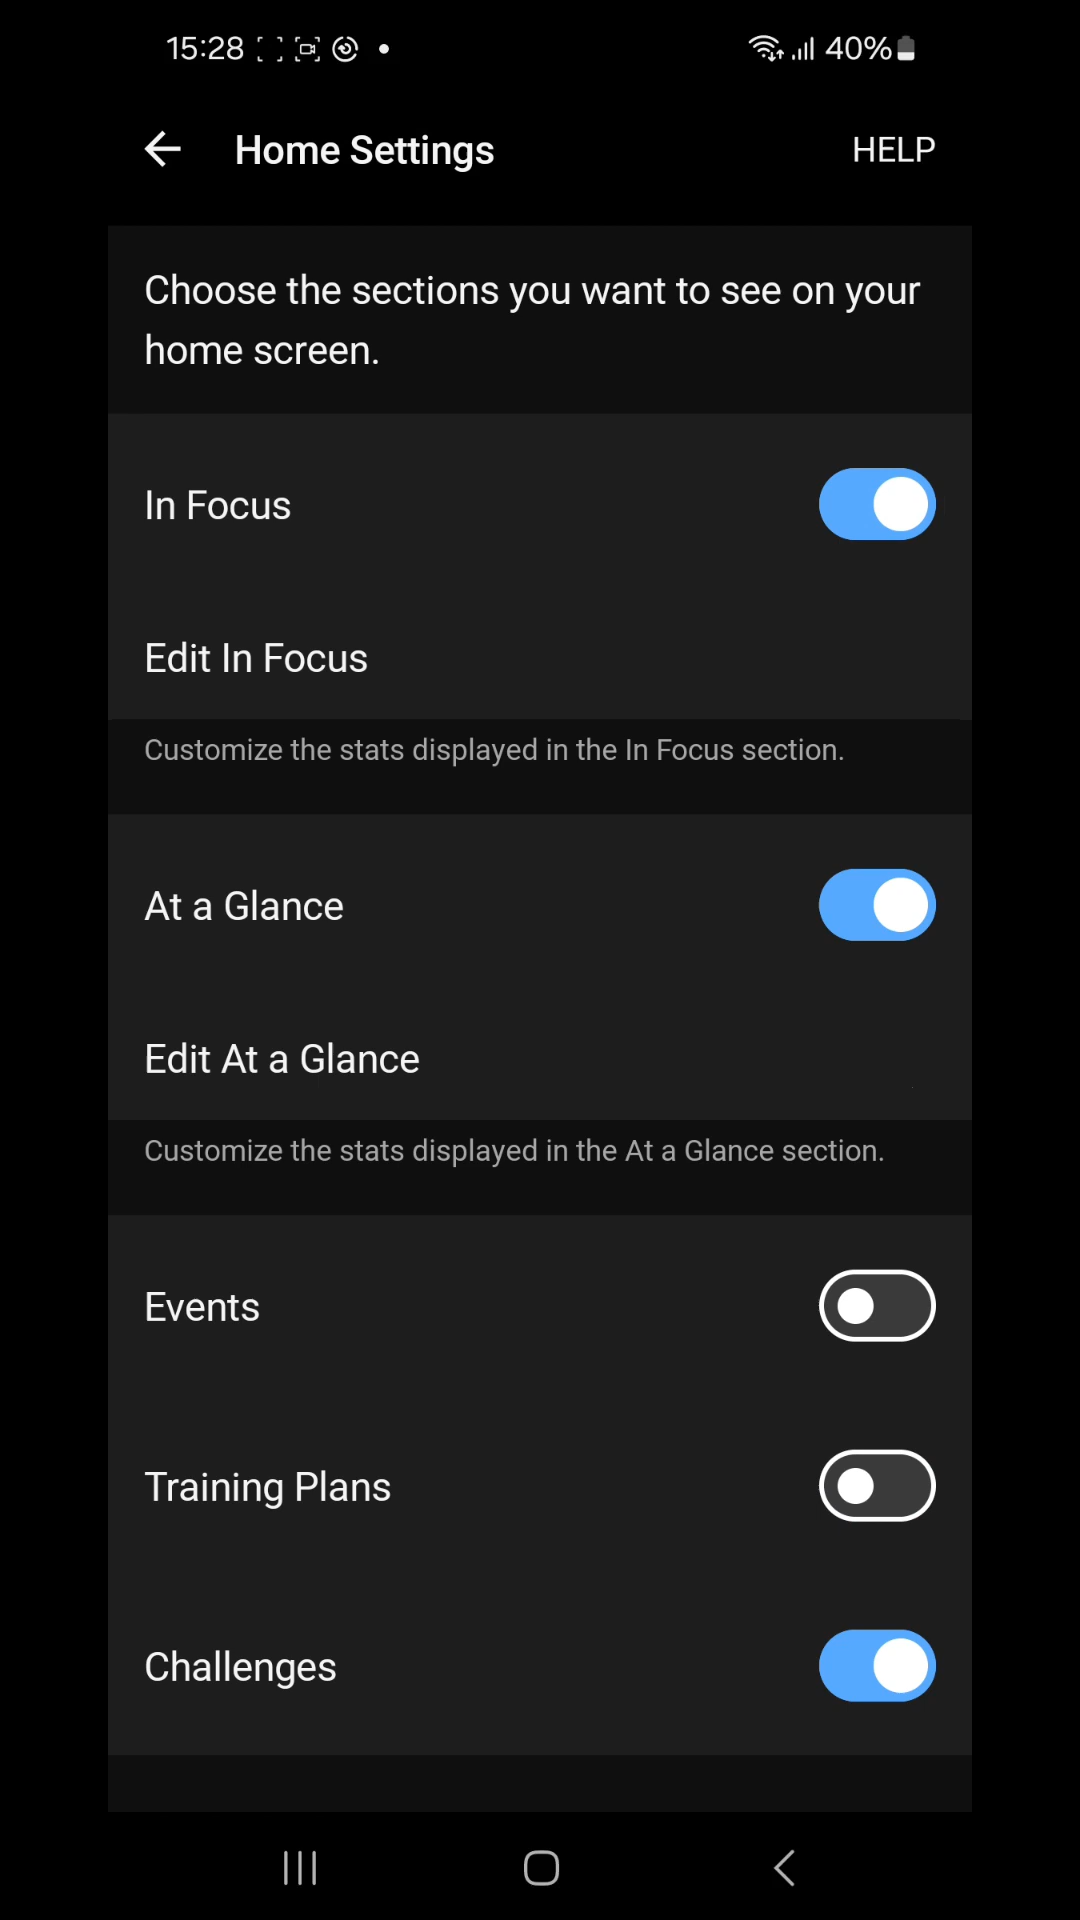 15:28
40%
Home Settings
HELP
Choose the sections you want to see on your
home screen.
In Focus
Edit In Focus
Customize the stats displayed in the In Focus section.
At a Glance
Edit At a Glance
Customize the stats displayed in the At a Glance section.
Events
Training Plans
Challenges